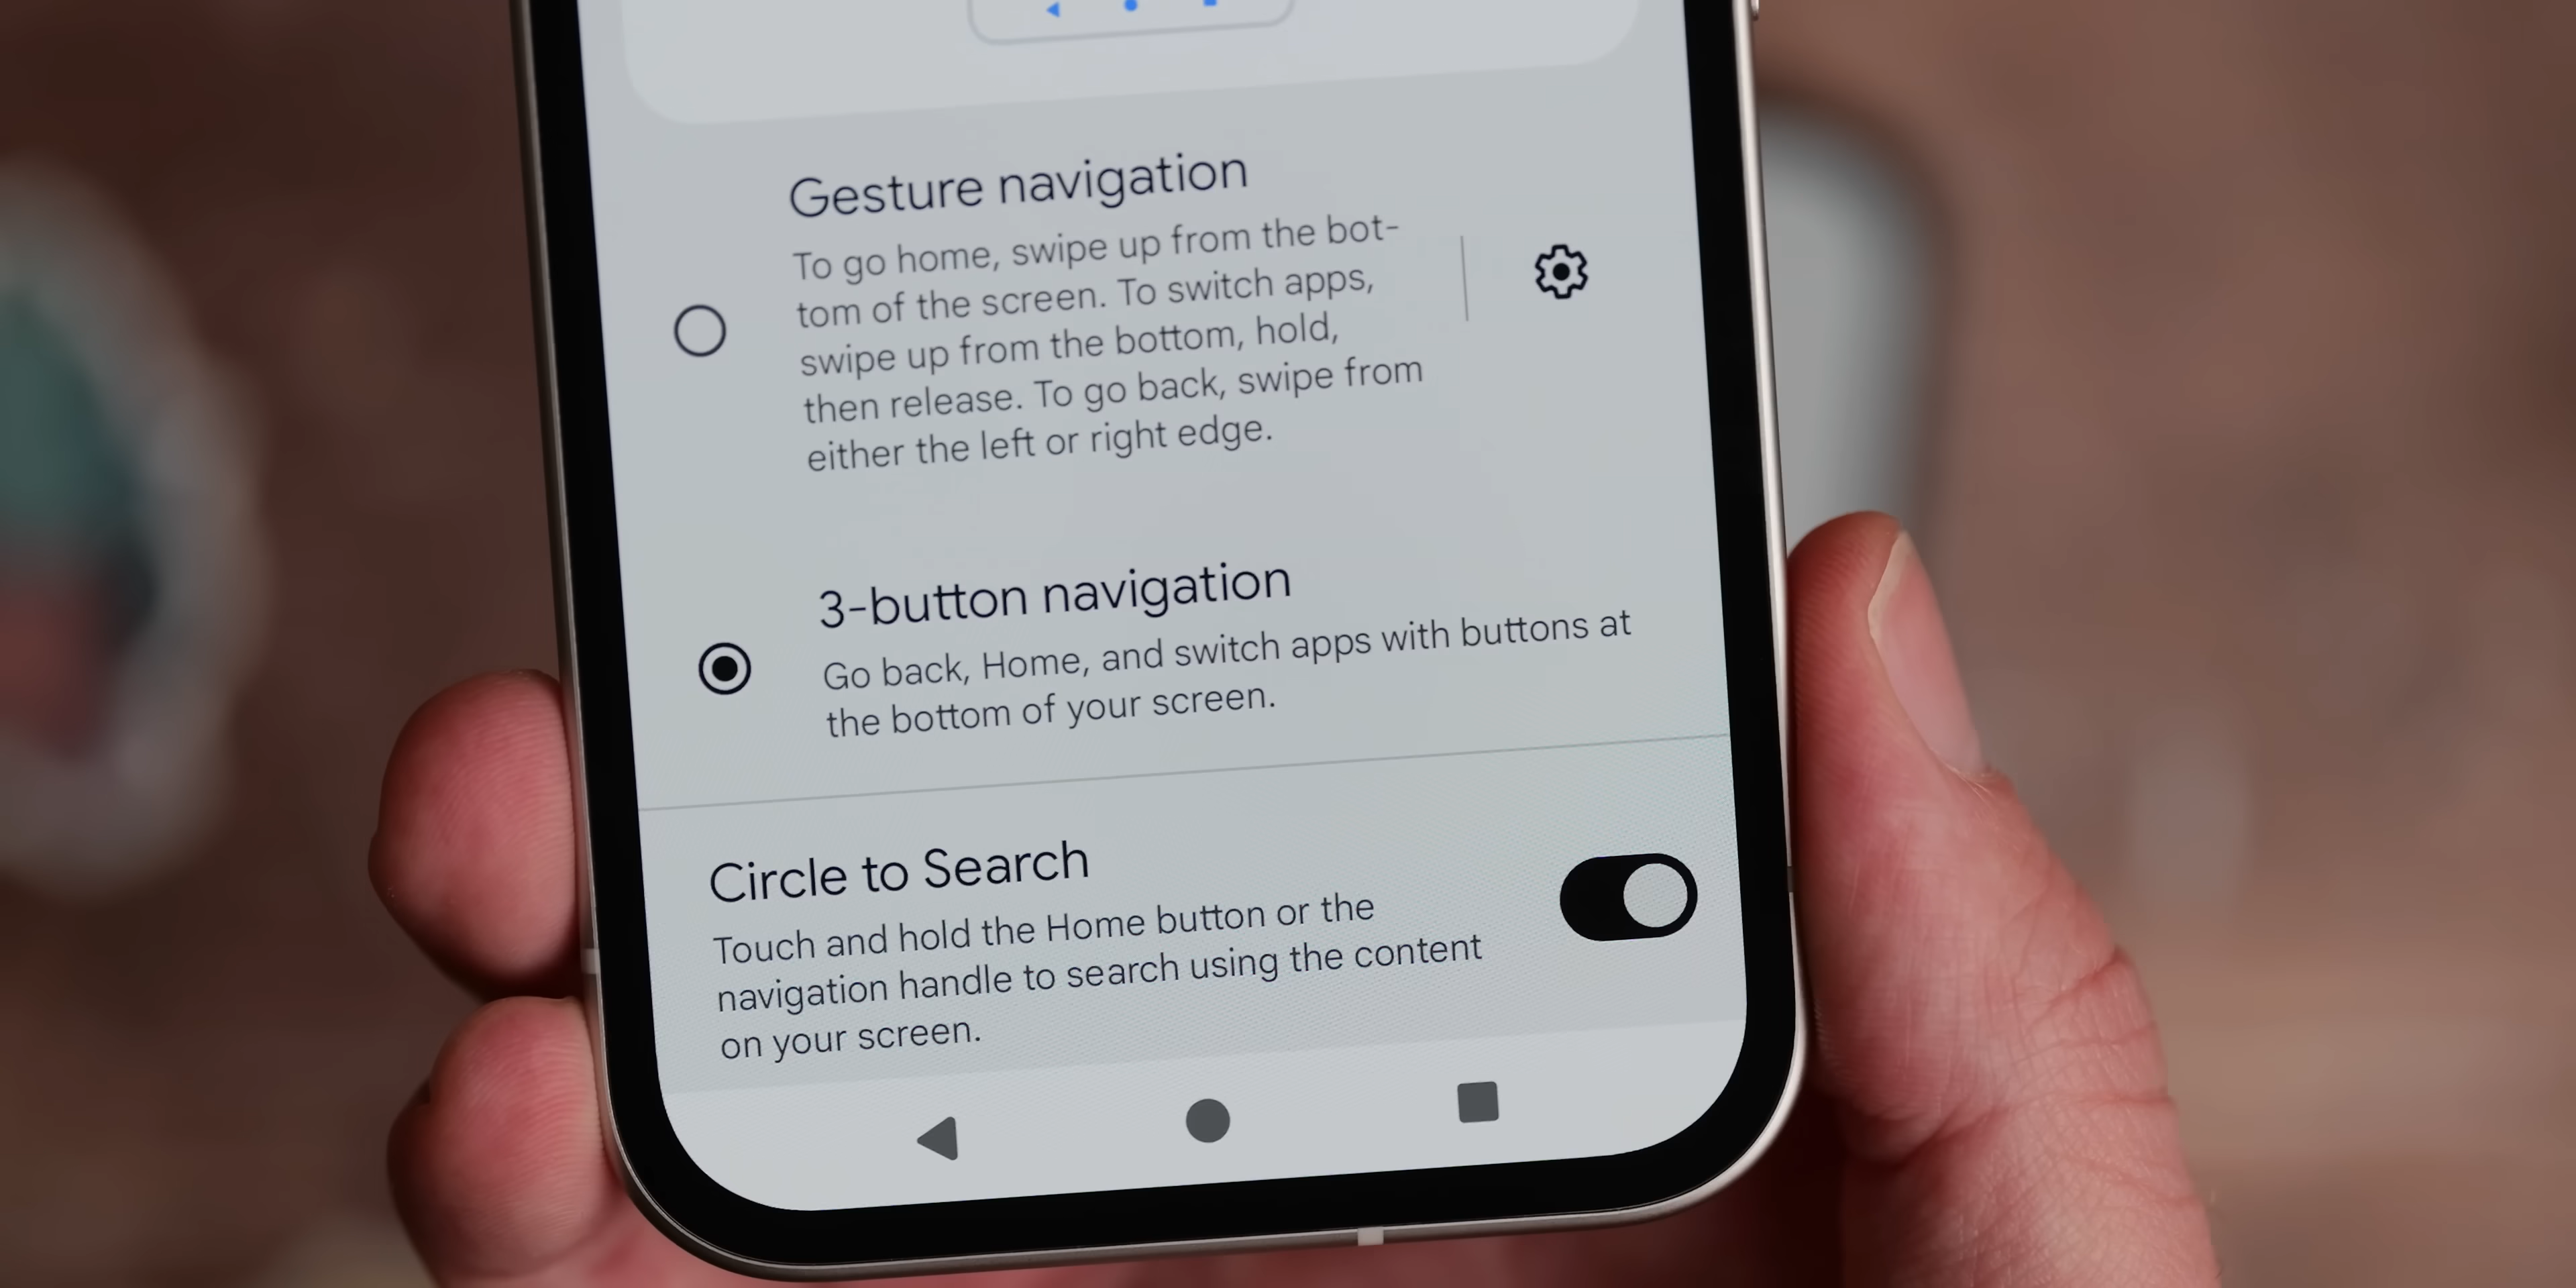 Gesture navigation
To go home, swipe up from the bot-
tom of the screen. To switch apps,
swipe up from the bottom, hold,
then release. To go back, swipe from
either the left or right edge.
3-button navigation
Go back, Home, and switch apps with buttons at
the bottom of your screen.
Circle to Search
Touch and hold the Home button or the
navigation handle to search using the content
on your screen.